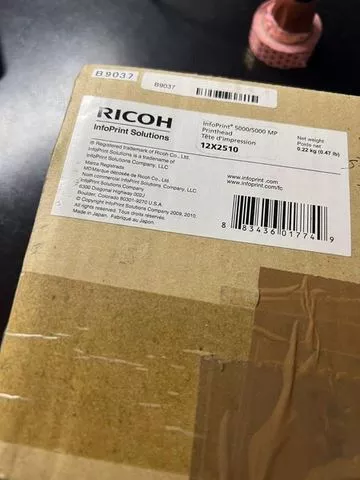 B9037
B9037
RICOH
InfoPrint Solutions
InfoPrint® 5000/5000 MP
Printhead
Tête d'impression
12X2510
Net weight
Poids net
0.22 kg (0.47 lb)
® Registered trademark of Ricoh Co., Ltd.
InfoPrint Solutions is a trademark of
InfoPrint Solutions Company, LLC
Marca Registrada
MD Marque déposée de Ricoh Co., Ltd.
Nom commercial InfoPrint Solutions Company, LLC
InfoPrint Solutions Company, LLC
6300 Diagonal Highway 002J
Boulder, Colorado 80301-9270 U.S.A.
© Copyright InfoPrint Solutions 2009, 2010.
All rights reserved. Tous droits réservés.
Made in Japan. Fabriqué au Japon.
www.infoprint.com
www.infoprint.com/fc
8 83436 01774 9